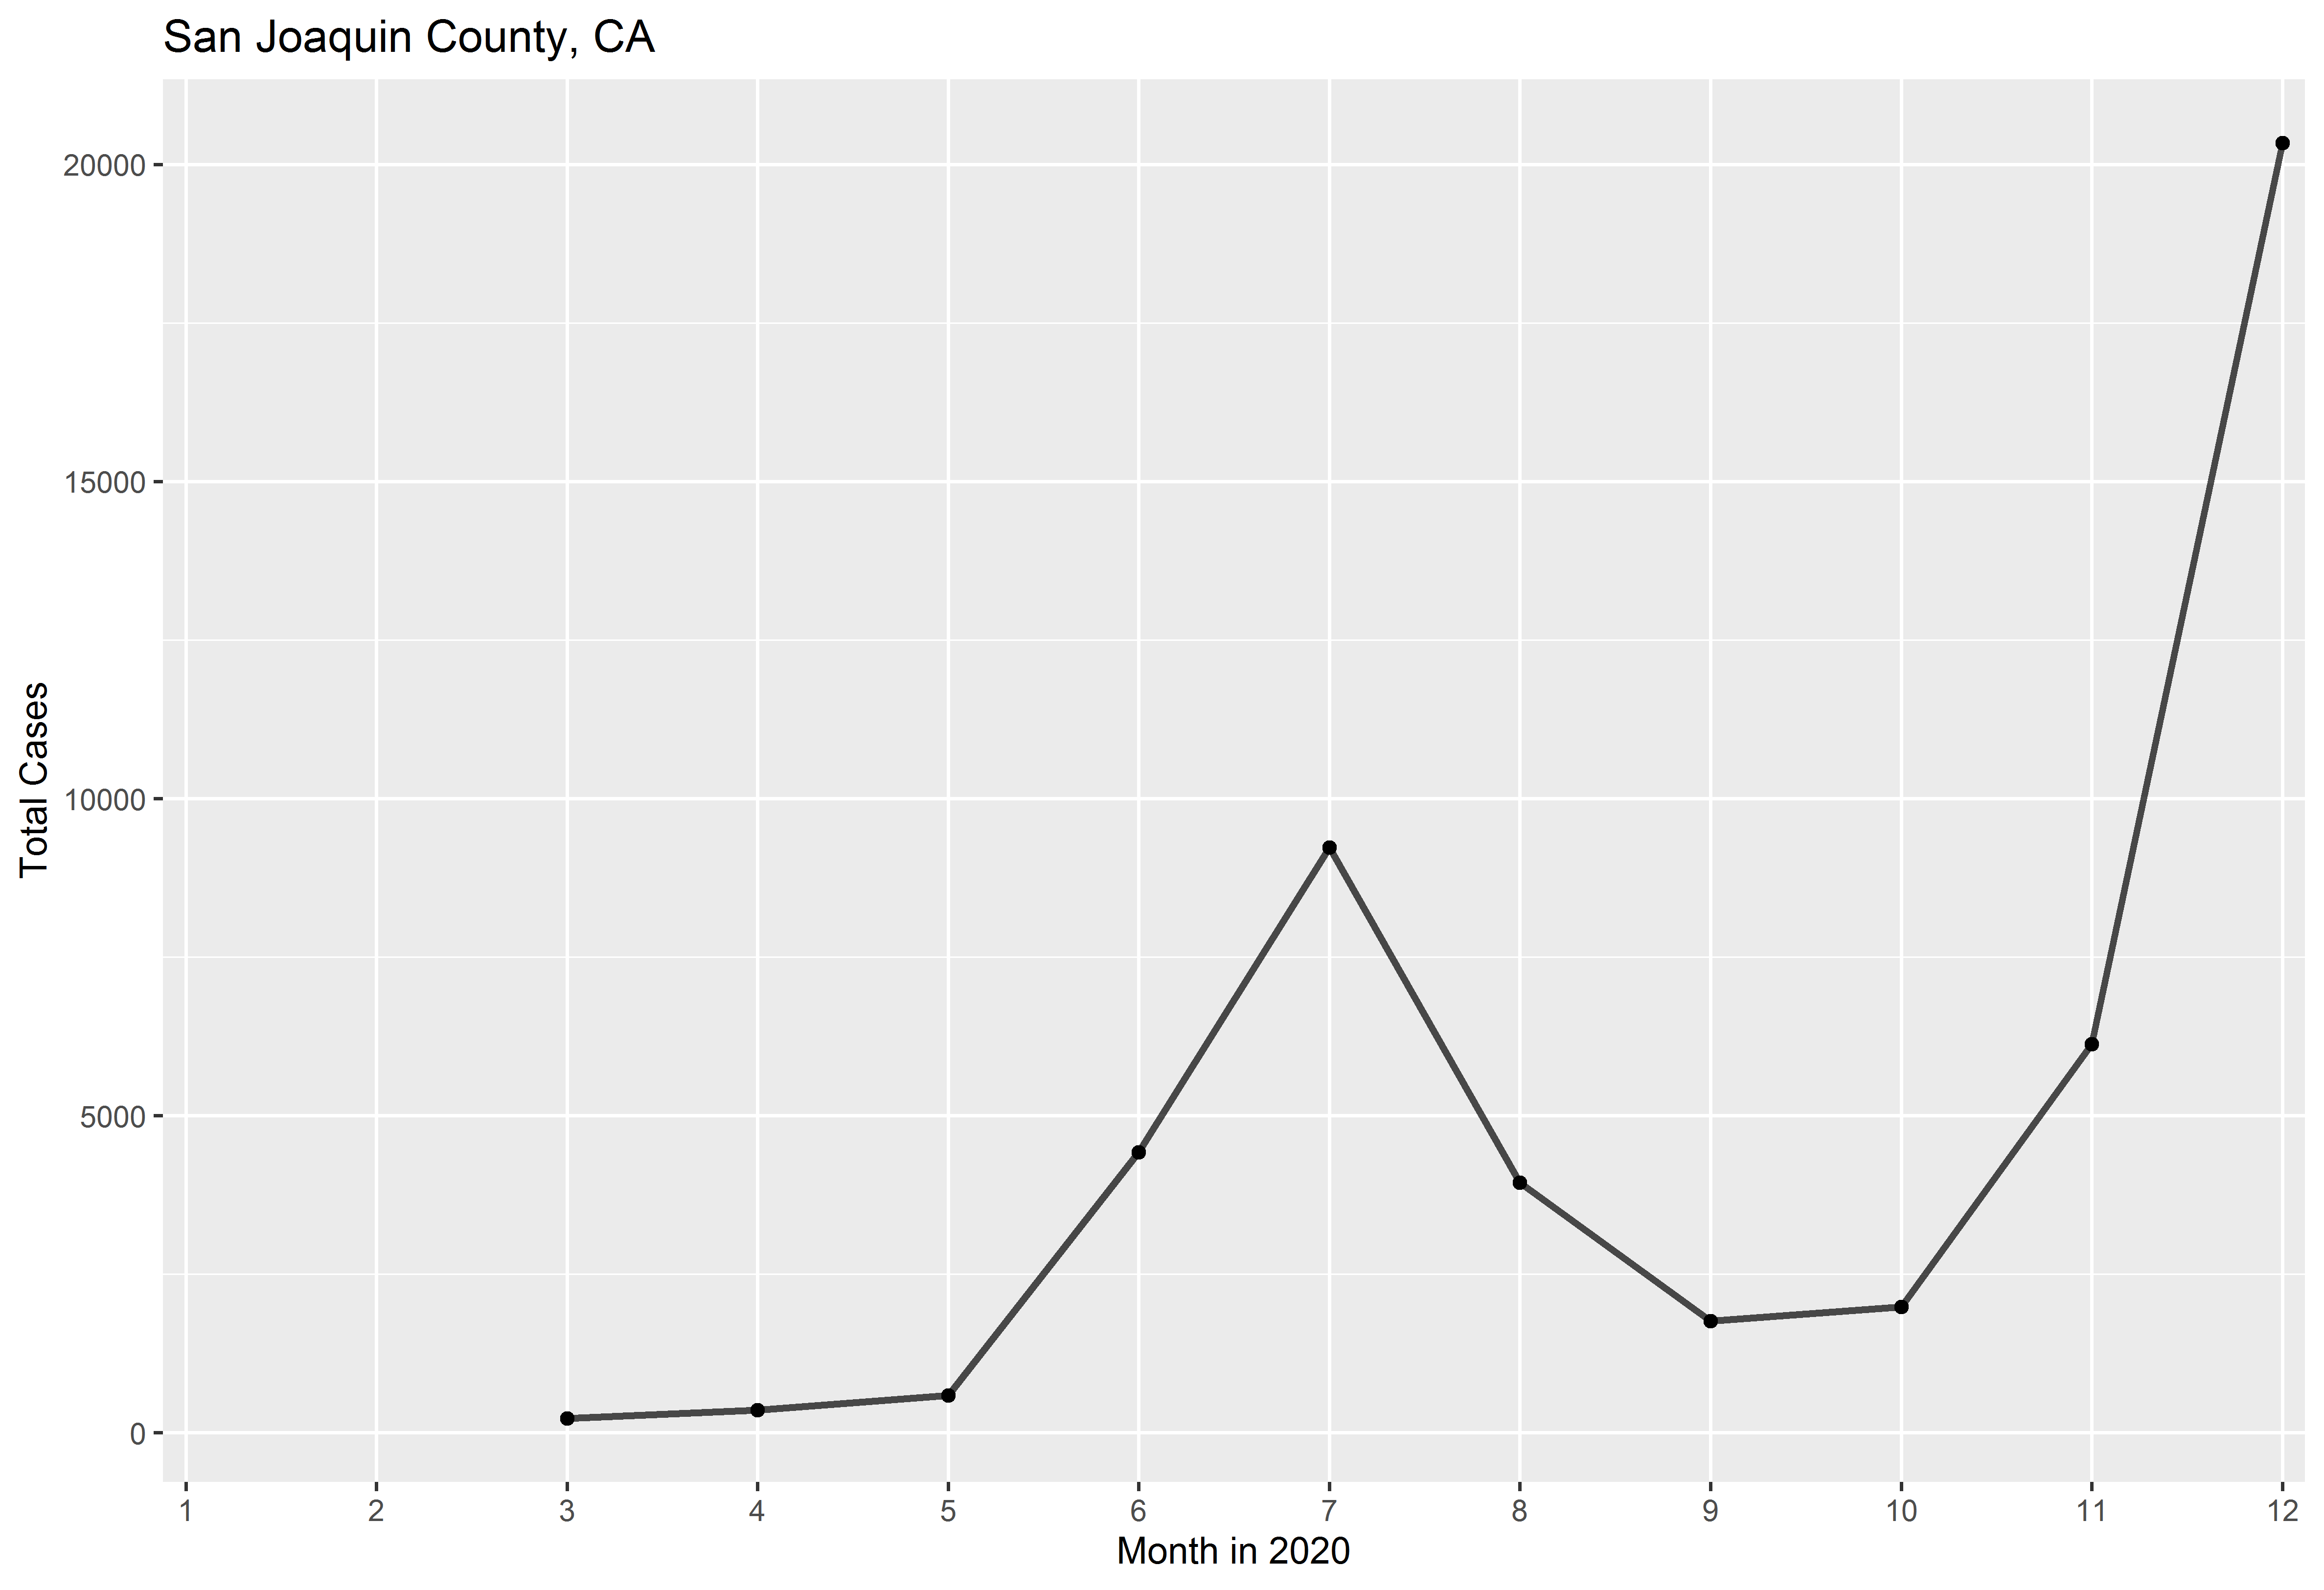 San Joaquin County, CA
Total Cases
20000
15000
10000
5000
0
1 2 3 4 5 6 7 8 9 10 11 12
Month in 2020